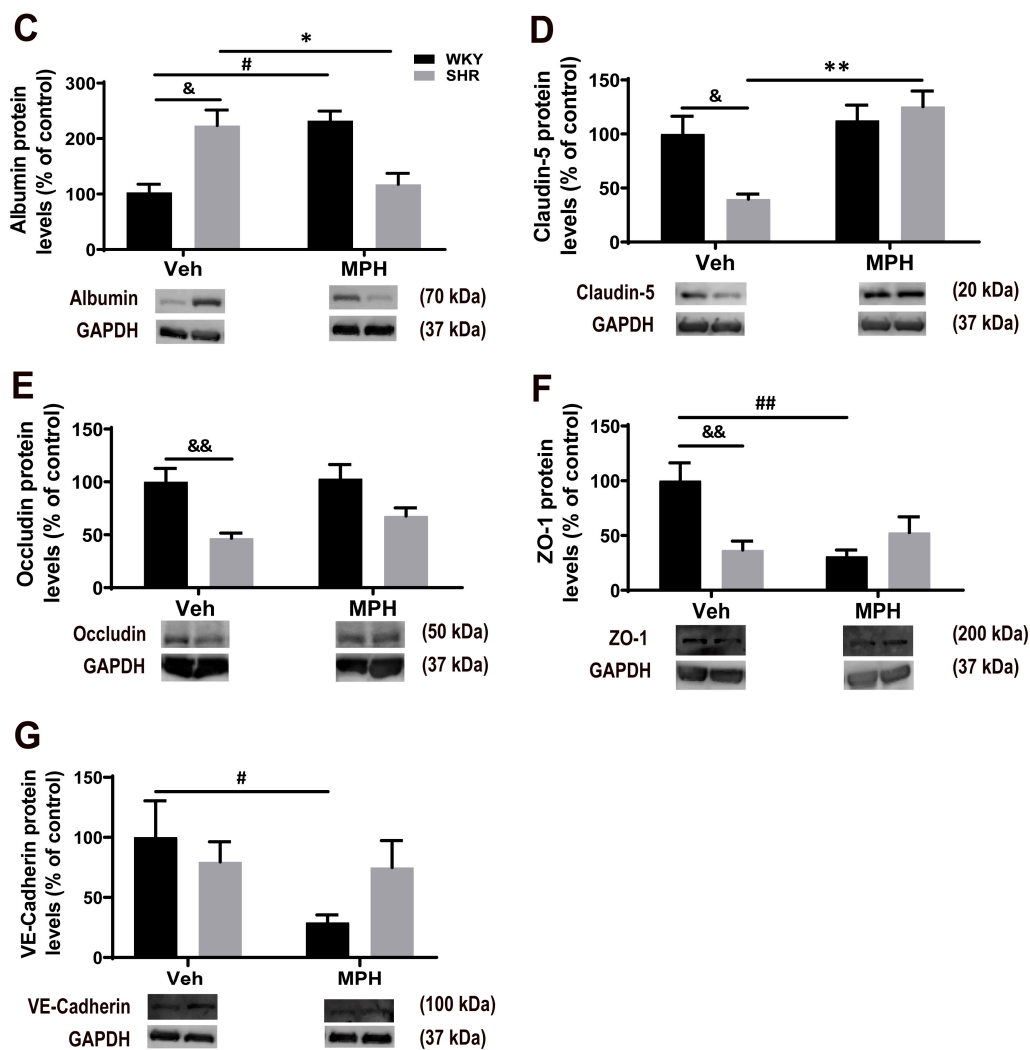 C
*
#
&
WKY
SHR
Albumin protein
levels (% of control)
300
200
100
0
Veh MPH
Albumin (70 kDa)
GAPDH (37 kDa)
D
**
&
Claudin-5 protein
levels (% of control)
150
100
50
0
Veh MPH
Claudin-5 (20 kDa)
GAPDH (37 kDa)
E
&&
Occludin protein
levels (% of control)
150
100
50
0
Veh MPH
Occludin (50 kDa)
GAPDH (37 kDa)
F
##
&&
ZO-1 protein
levels (% of control)
150
100
50
0
Veh MPH
ZO-1 (200 kDa)
GAPDH (37 kDa)
G
#
VE-Cadherin protein
levels (% of control)
150
100
50
0
Veh MPH
VE-Cadherin (100 kDa)
GAPDH (37 kDa)